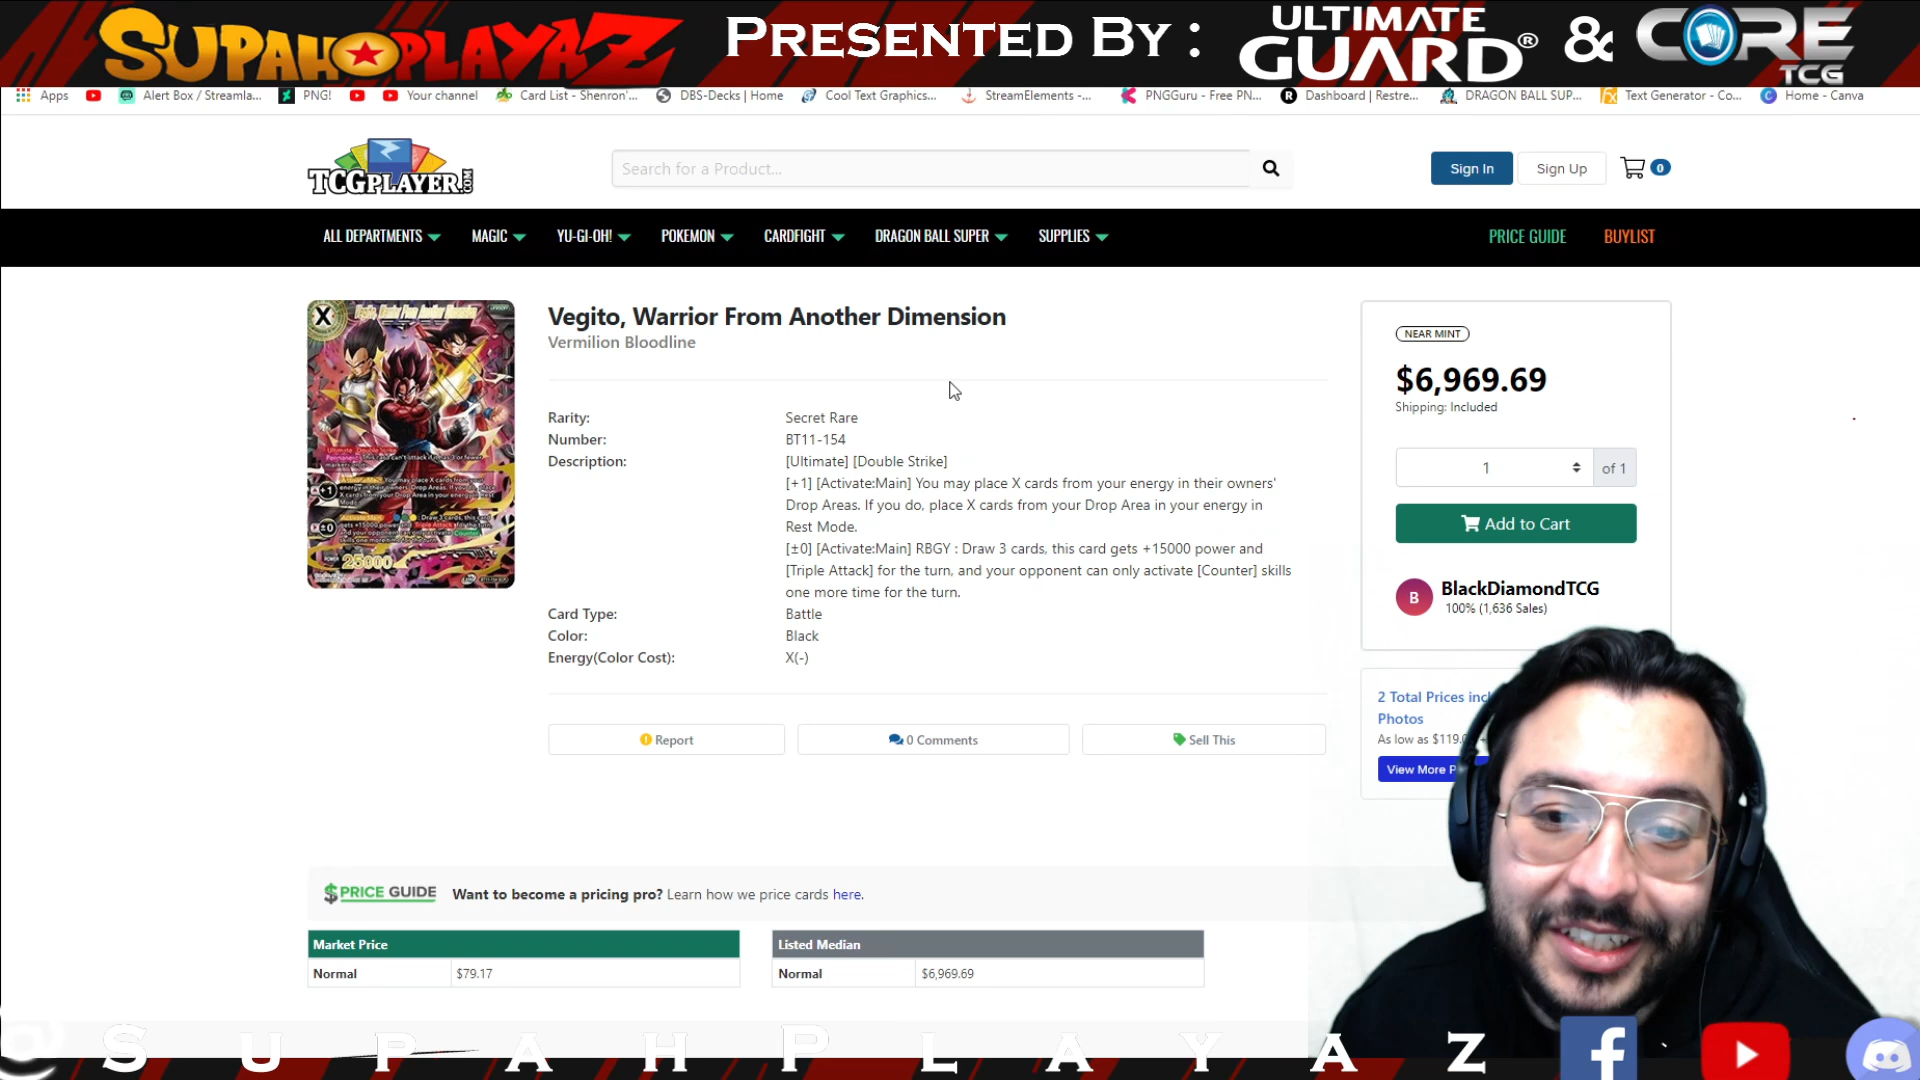 SUPAH PLAYAZ PRESENTED BY : ULTIMATE GUARD® & CORE TCG
Apps Alert Box / Streamla... PNG! Your channel Card List - Shenron'... DBS-Decks | Home Cool Text Graphics... StreamElements -... PNGGuru - Free PN... Dashboard | Restre... DRAGON BALL SUP... Text Generator - Co... Home - Canva
TCGPLAYER.COM Search for a Product... Sign In Sign Up 0
ALL DEPARTMENTS MAGIC YU-GI-OH! POKEMON CARDFIGHT DRAGON BALL SUPER SUPPLIES PRICE GUIDE BUYLIST
X
25000
Vegito, Warrior From Another Dimension
Vermilion Bloodline
Rarity: Secret Rare
Number: BT11-154
Description: [Ultimate] [Double Strike]
[+1] [Activate:Main] You may place X cards from your energy in their owners'
Drop Areas. If you do, place X cards from your Drop Area in your energy in
Rest Mode.
[±0] [Activate:Main] RBGY : Draw 3 cards, this card gets +15000 power and
[Triple Attack] for the turn, and your opponent can only activate [Counter] skills
one more time for the turn.
Card Type: Battle
Color: Black
Energy(Color Cost): X(-)
Report 0 Comments Sell This
NEAR MINT
$6,969.69
Shipping: Included
1 of 1
Add to Cart
B BlackDiamondTCG
100% (1,636 Sales)
2 Total Prices
Photos
As low as $119.
View More
$PRICE GUIDE Want to become a pricing pro? Learn how we price cards here.
Market Price
Normal $79.17
Listed Median
Normal $6,969.69
@SUPAHPLAYAZ